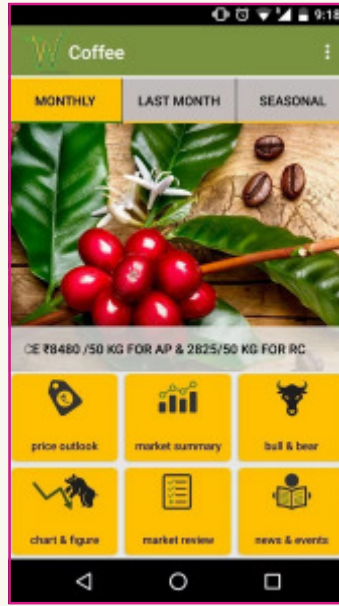 9:18
Coffee
MONTHLY LAST MONTH SEASONAL
CE ₹8480 /50 KG FOR AP & 2825/50 KG FOR RC
price outlook market summary bull & bear
chart & figure market review news & events